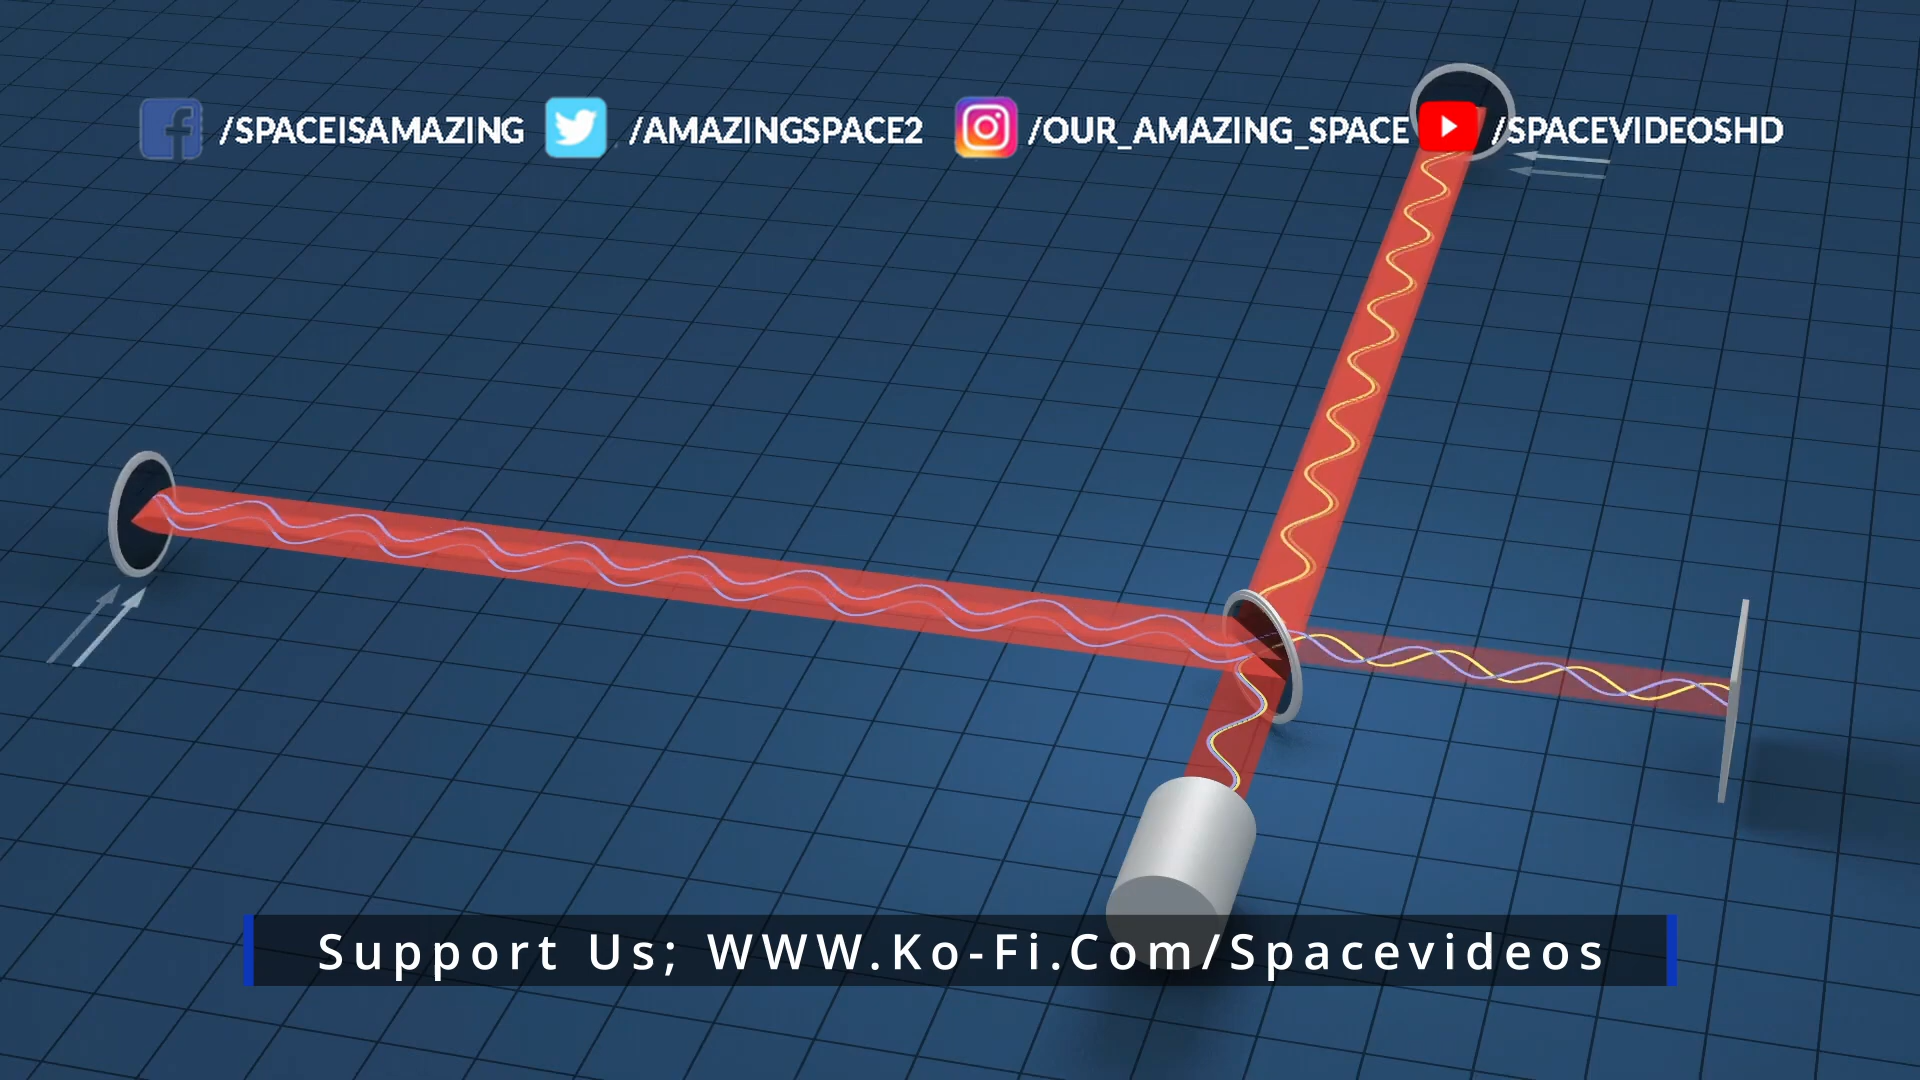 /SPACEISAMAZING /AMAZINGSPACE2 /OUR_AMAZING_SPACE /SPACEVIDEOSHD
Support Us; WWW.Ko-Fi.Com/Spacevideos